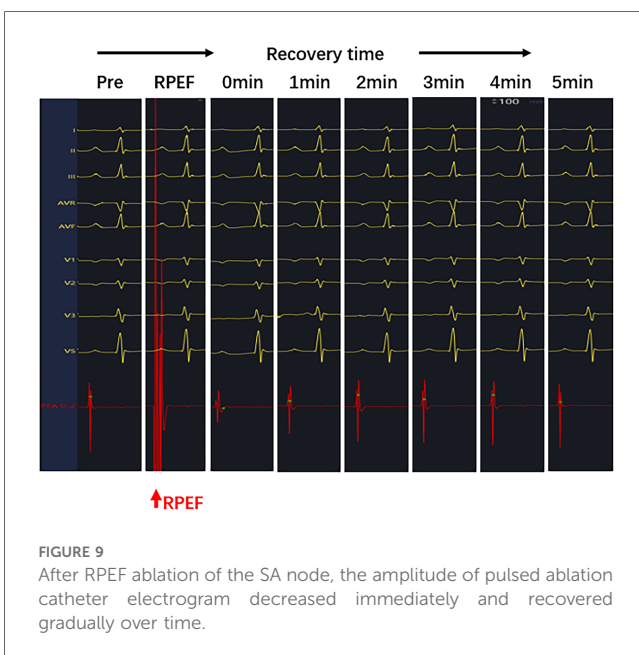 Recovery time
Pre RPEF 0min 1min 2min 3min 4min 5min
100
I
II
III
AVR
AVF
V1
V2
V3
V5
RPEF
FIGURE 9
After RPEF ablation of the SA node, the amplitude of pulsed ablation
catheter electrogram decreased immediately and recovered
gradually over time.